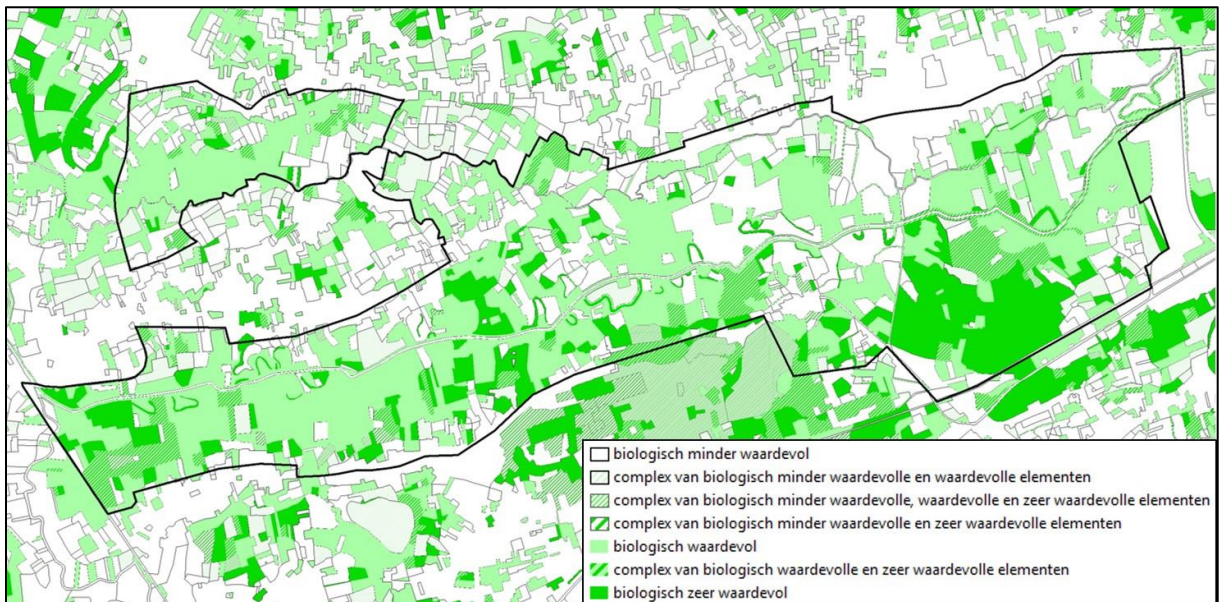 biologisch minder waardevol
complex van biologisch minder waardevolle en waardevolle elementen
complex van biologisch minder waardevolle, waardevolle en zeer waardevolle elementen
complex van biologisch minder waardevolle en zeer waardevolle elementen
biologisch waardevol
complex van biologisch waardevolle en zeer waardevolle elementen
biologisch zeer waardevol